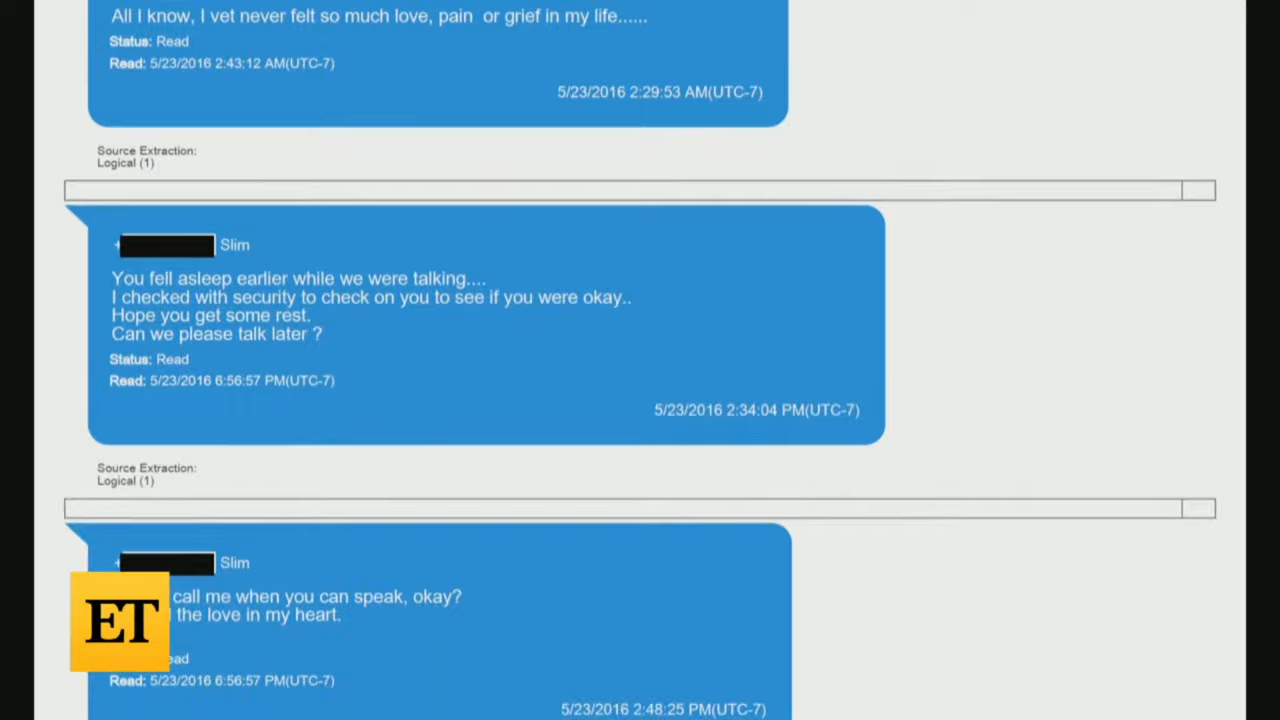 All I know, I vet never felt so much love, pain or grief in my life......
Status: Read
Read: 5/23/2016 2:43:12 AM(UTC-7)
5/23/2016 2:29:53 AM(UTC-7)
Source Extraction:
Logical (1)
+ Slim
You fell asleep earlier while we were talking....
I checked with security to check on you to see if you were okay..
Hope you get some rest.
Can we please talk later ?
Status: Read
Read: 5/23/2016 6:56:57 PM(UTC-7)
5/23/2016 2:34:04 PM(UTC-7)
Source Extraction:
Logical (1)
+ Slim
call me when you can speak, okay?
the love in my heart.
ET
Read: 5/23/2016 6:56:57 PM(UTC-7)
5/23/2016 2:48:25 PM(UTC-7)